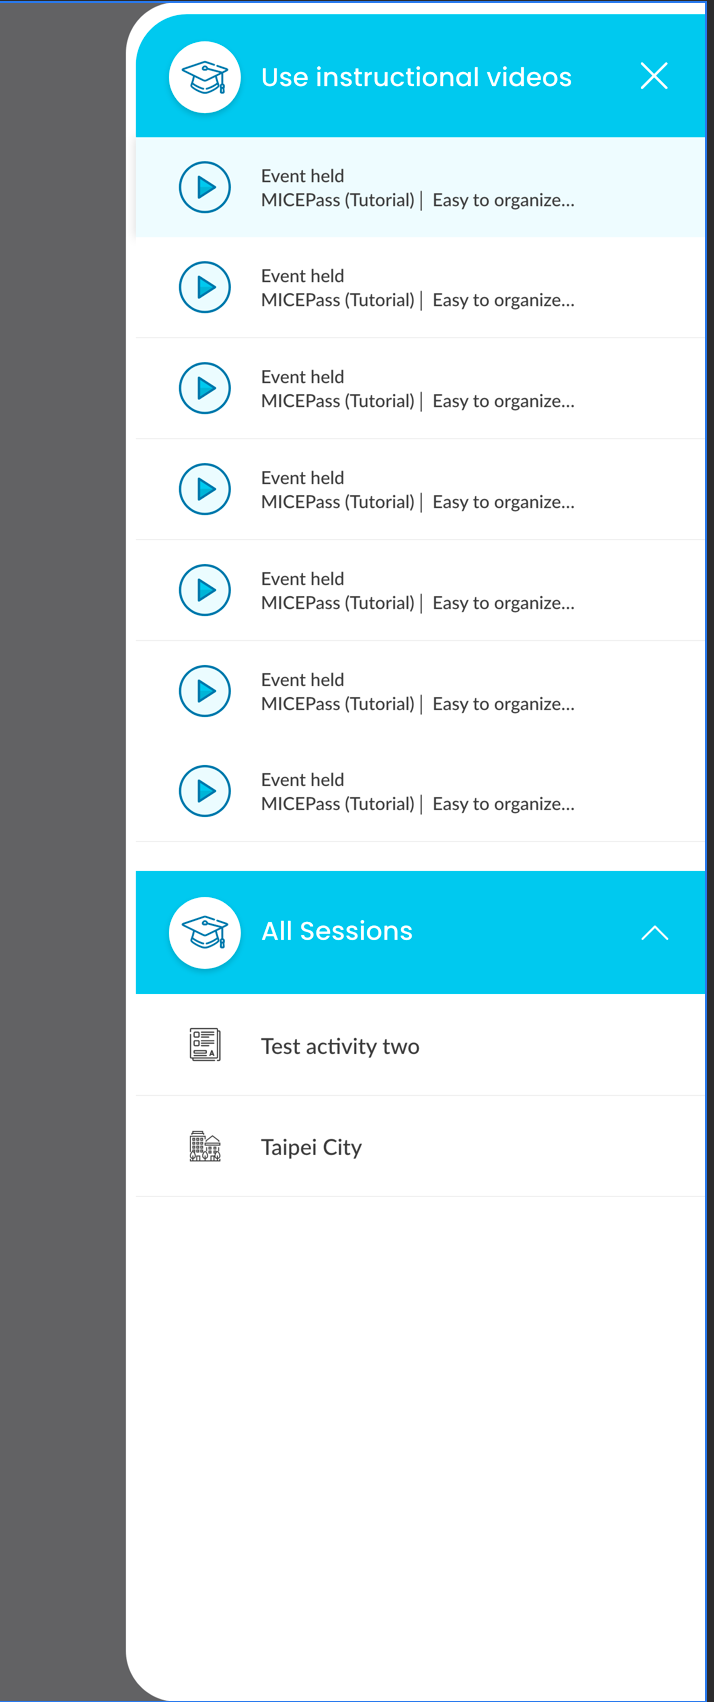 Use instructional videos
Event held
MICEPass (Tutorial) | Easy to organize...
Event held
MICEPass (Tutorial) | Easy to organize...
Event held
MICEPass (Tutorial) | Easy to organize...
Event held
MICEPass (Tutorial) | Easy to organize...
Event held
MICEPass (Tutorial) | Easy to organize...
Event held
MICEPass (Tutorial) | Easy to organize...
Event held
MICEPass (Tutorial) | Easy to organize...
All Sessions
Test activity two
Taipei City